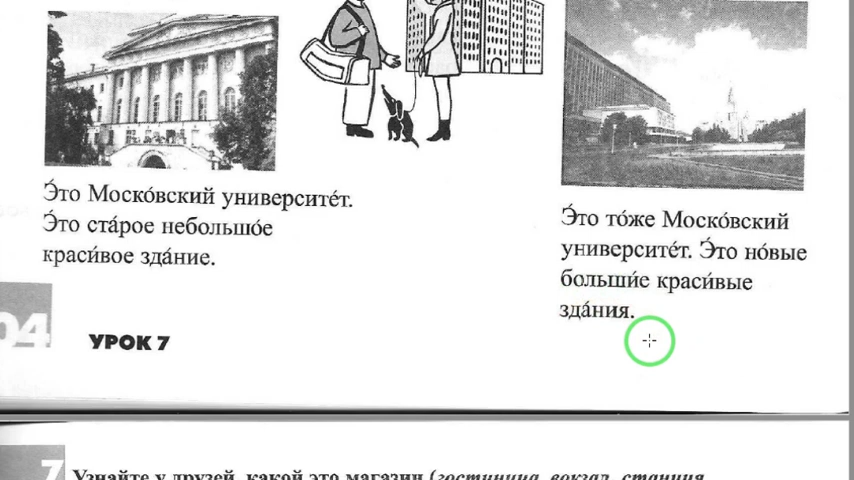 Э́то Моско́вский университе́т.
Э́то ста́рое небольшо́е
краси́вое зда́ние.
Э́то то́же Моско́вский
университе́т. Э́то но́вые
больши́е краси́вые
зда́ния.
04
УРОК 7
7
Узнайте у друзей, какой это магазин (гостиница, вокзал, станция